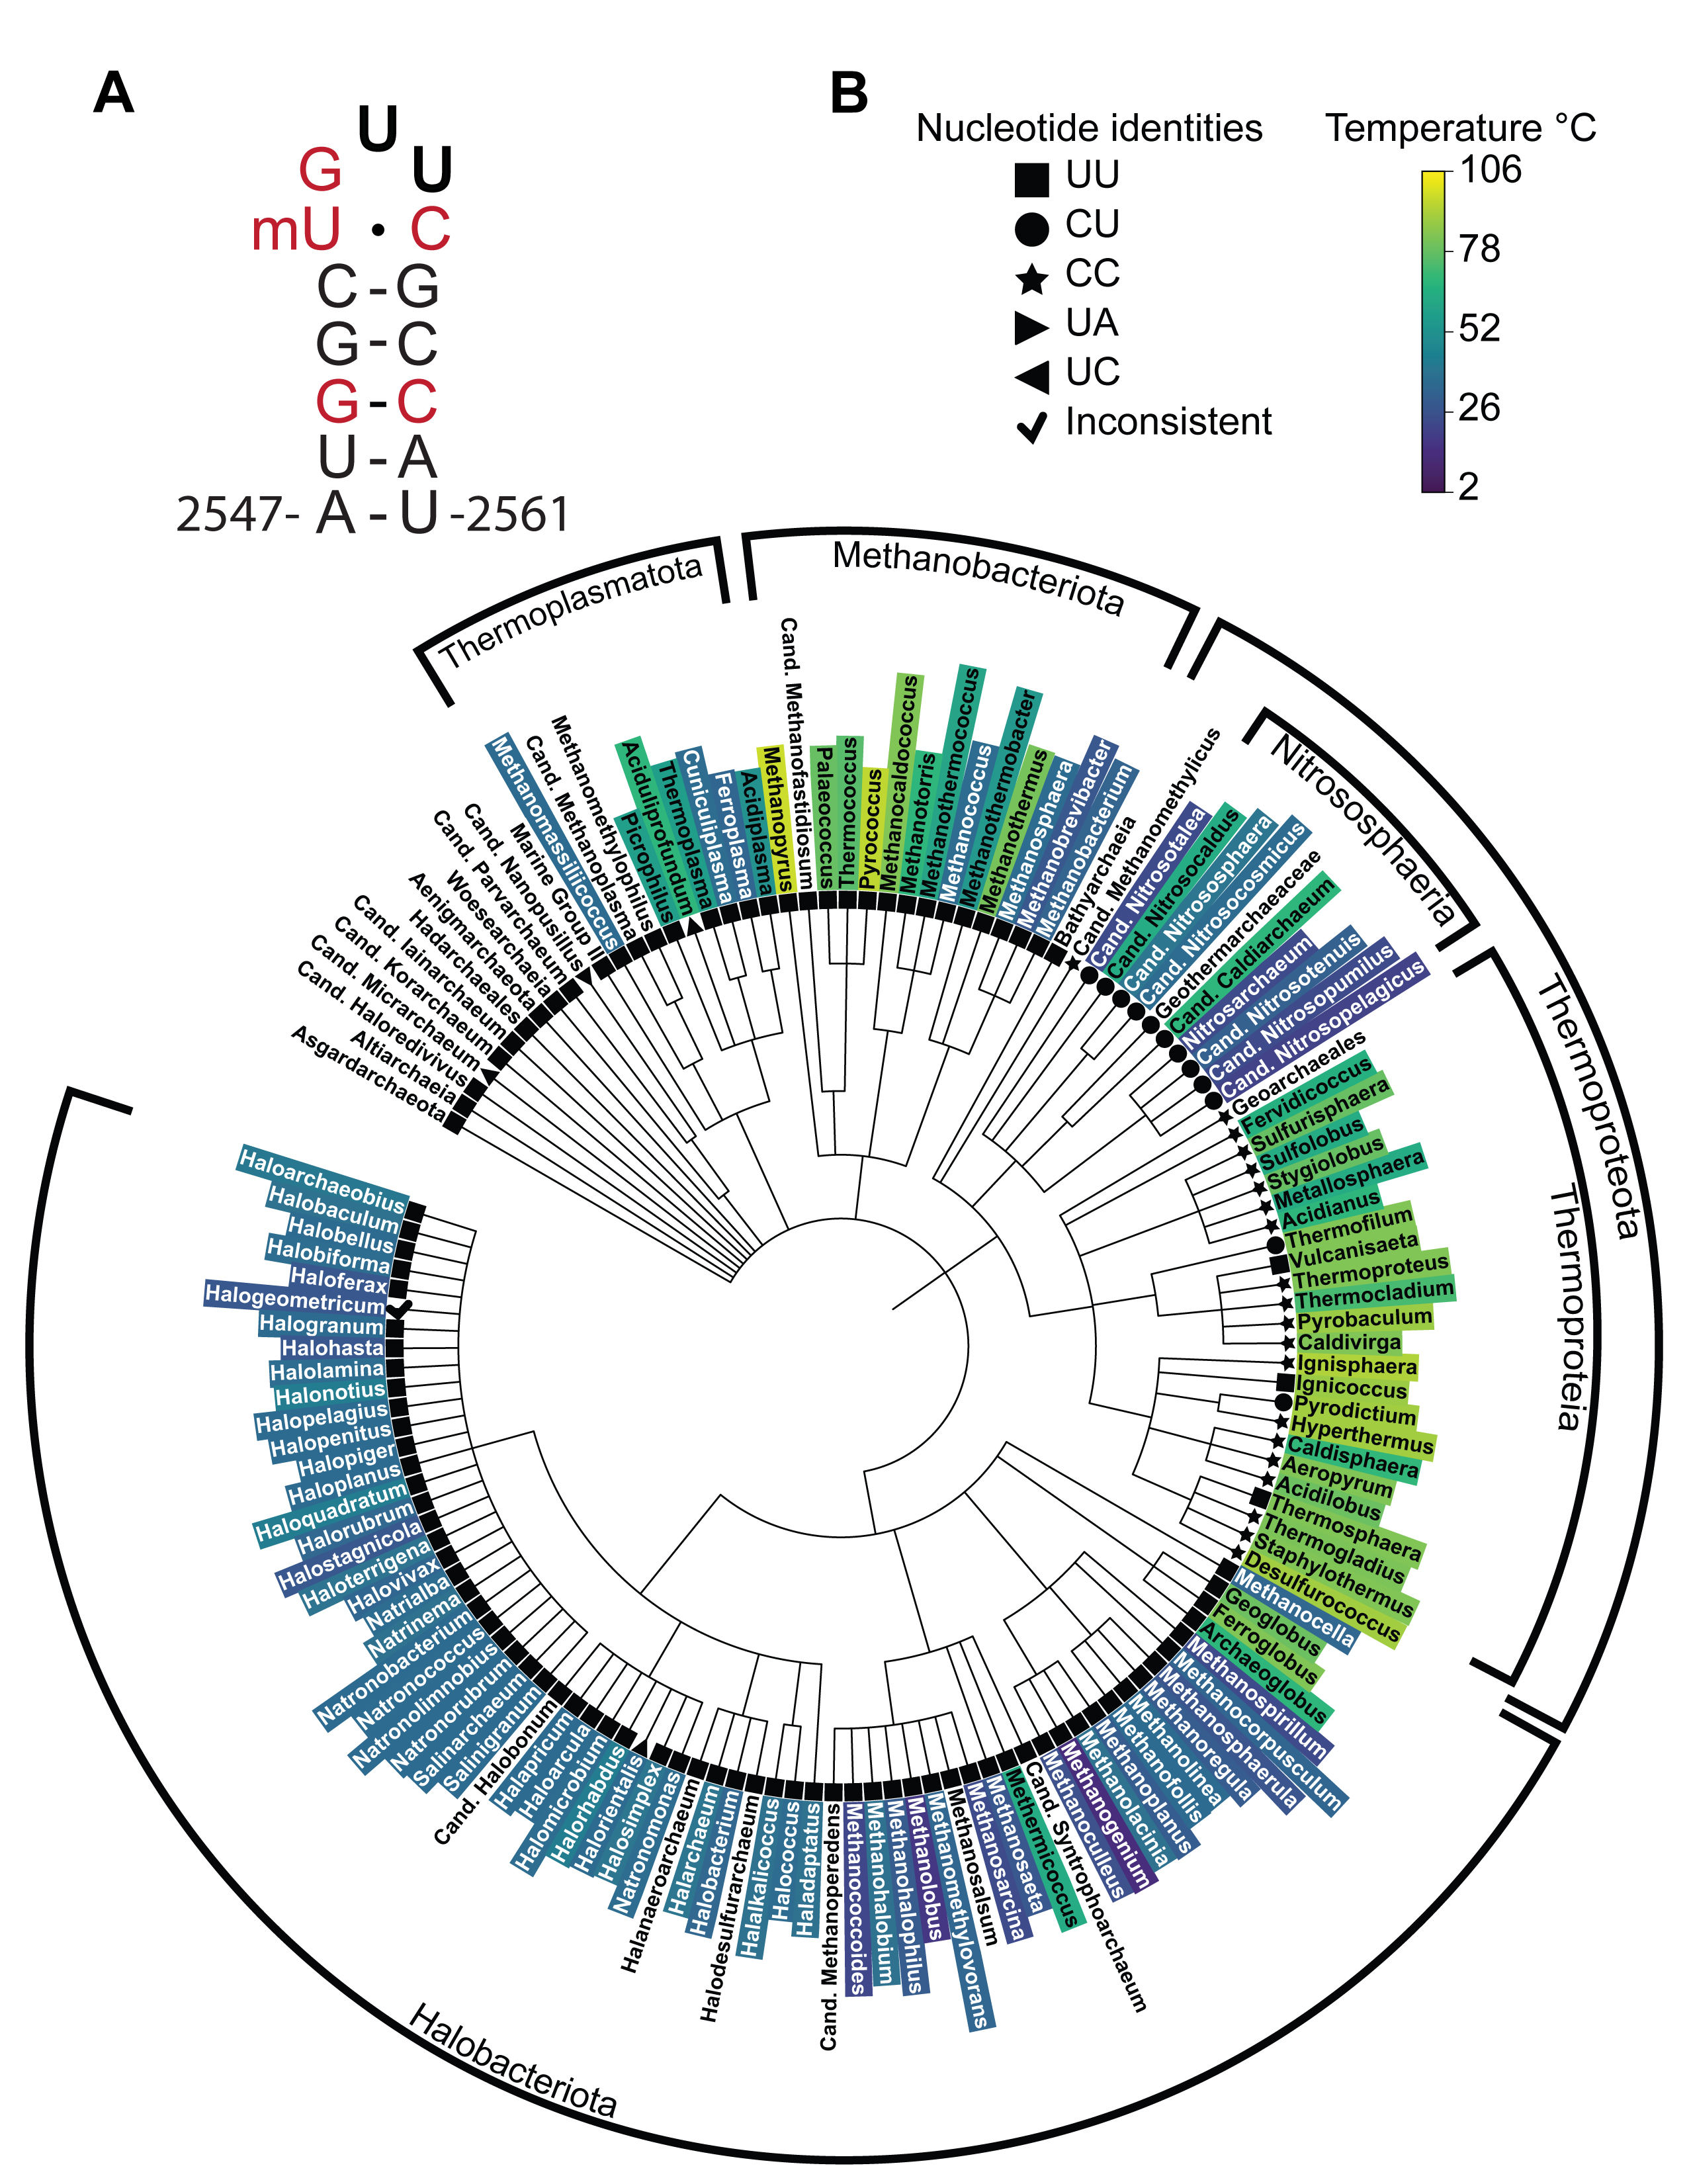 A
U
G
U
mU • C
C - G
G - C
G - C
U - A
2547- A - U -2561
B
Nucleotide identities
UU
CU
CC
UA
UC
Inconsistent
Temperature °C
106
78
52
26
2
Thermoplasmatota
Methanobacteriota
Nitrososphaeria
Thermoproteota
Thermoproteia
Halobacteriota
Asgardarchaeota
Altiarchaeia
Cand. Haloredivivus
Cand. Micrarchaeum
Cand. Korarchaeum
Cand. Iainarchaeum
Hadarchaeales
Aenigmarchaeota
Woesearchaeia
Cand. Parvarchaeum
Cand. Nanopusillus
Marine Group II
Methanomassiliicoccus
Cand. Methanoplasma
Methanomethylophilus
Picrophilus
Aciduliprofundum
Thermoplasma
Cuniculiplasma
Ferroplasma
Acidiplasma
Methanopyrus
Cand. Methanofastidiosum
Palaeococcus
Thermococcus
Pyrococcus
Methanocaldococcus
Methanotorris
Methanothermococcus
Methanococcus
Methanothermobacter
Methanothermus
Methanosphaera
Methanobrevibacter
Methanobacterium
Bathyarchaeia
Cand. Methanomethylicus
Cand. Nitrosotalea
Cand. Nitrosocaldus
Cand. Nitrososphaera
Cand. Nitrosocosmicus
Geothermarchaeaceae
Cand. Caldiarchaeum
Nitrosarchaeum
Cand. Nitrosotenuis
Cand. Nitrosopumilus
Cand. Nitrosopelagicus
Geoarchaeales
Fervidicoccus
Sulfurisphaera
Sulfolobus
Stygiolobus
Metallosphaera
Acidianus
Thermofilum
Vulcanisaeta
Thermoproteus
Thermocladium
Pyrobaculum
Caldivirga
Ignisphaera
Ignicoccus
Pyrodictium
Hyperthermus
Caldisphaera
Aeropyrum
Acidilobus
Thermosphaera
Thermogladius
Staphylothermus
Desulfurococcus
Methanocella
Geoglobus
Ferroglobus
Archaeoglobus
Methanospirillum
Methanocorpusculum
Methanosphaerula
Methanoregula
Methanolinea
Methanofollis
Methanoplanus
Methanolacinia
Methanogenium
Methanoculleus
Cand. Syntrophoarchaeum
Methermicoccus
Methanosaeta
Methanosarcina
Methanosalsum
Methanomethylovorans
Methanolobus
Methanohalophilus
Methanohalobium
Methanococcoides
Cand. Methanoperedens
Haladaptatus
Halococcus
Halalkalicoccus
Halodesulfurarchaeum
Halobacterium
Halarchaeum
Halanaeroarchaeum
Natronomonas
Halosimplex
Halorientalis
Halorhabdus
Halomicrobium
Haloarcula
Halapricum
Cand. Halobonum
Salinigranum
Salinarchaeum
Natronorubrum
Natronolimnobius
Natronococcus
Natronobacterium
Natrinema
Natrialba
Halovivax
Haloterrigena
Halostagnicola
Halorubrum
Haloquadratum
Haloplanus
Halopiger
Halopenitus
Halopelagius
Halonotius
Halolamina
Halohasta
Halogranum
Halogeometricum
Haloferax
Halobiforma
Halobellus
Halobaculum
Haloarchaeobius